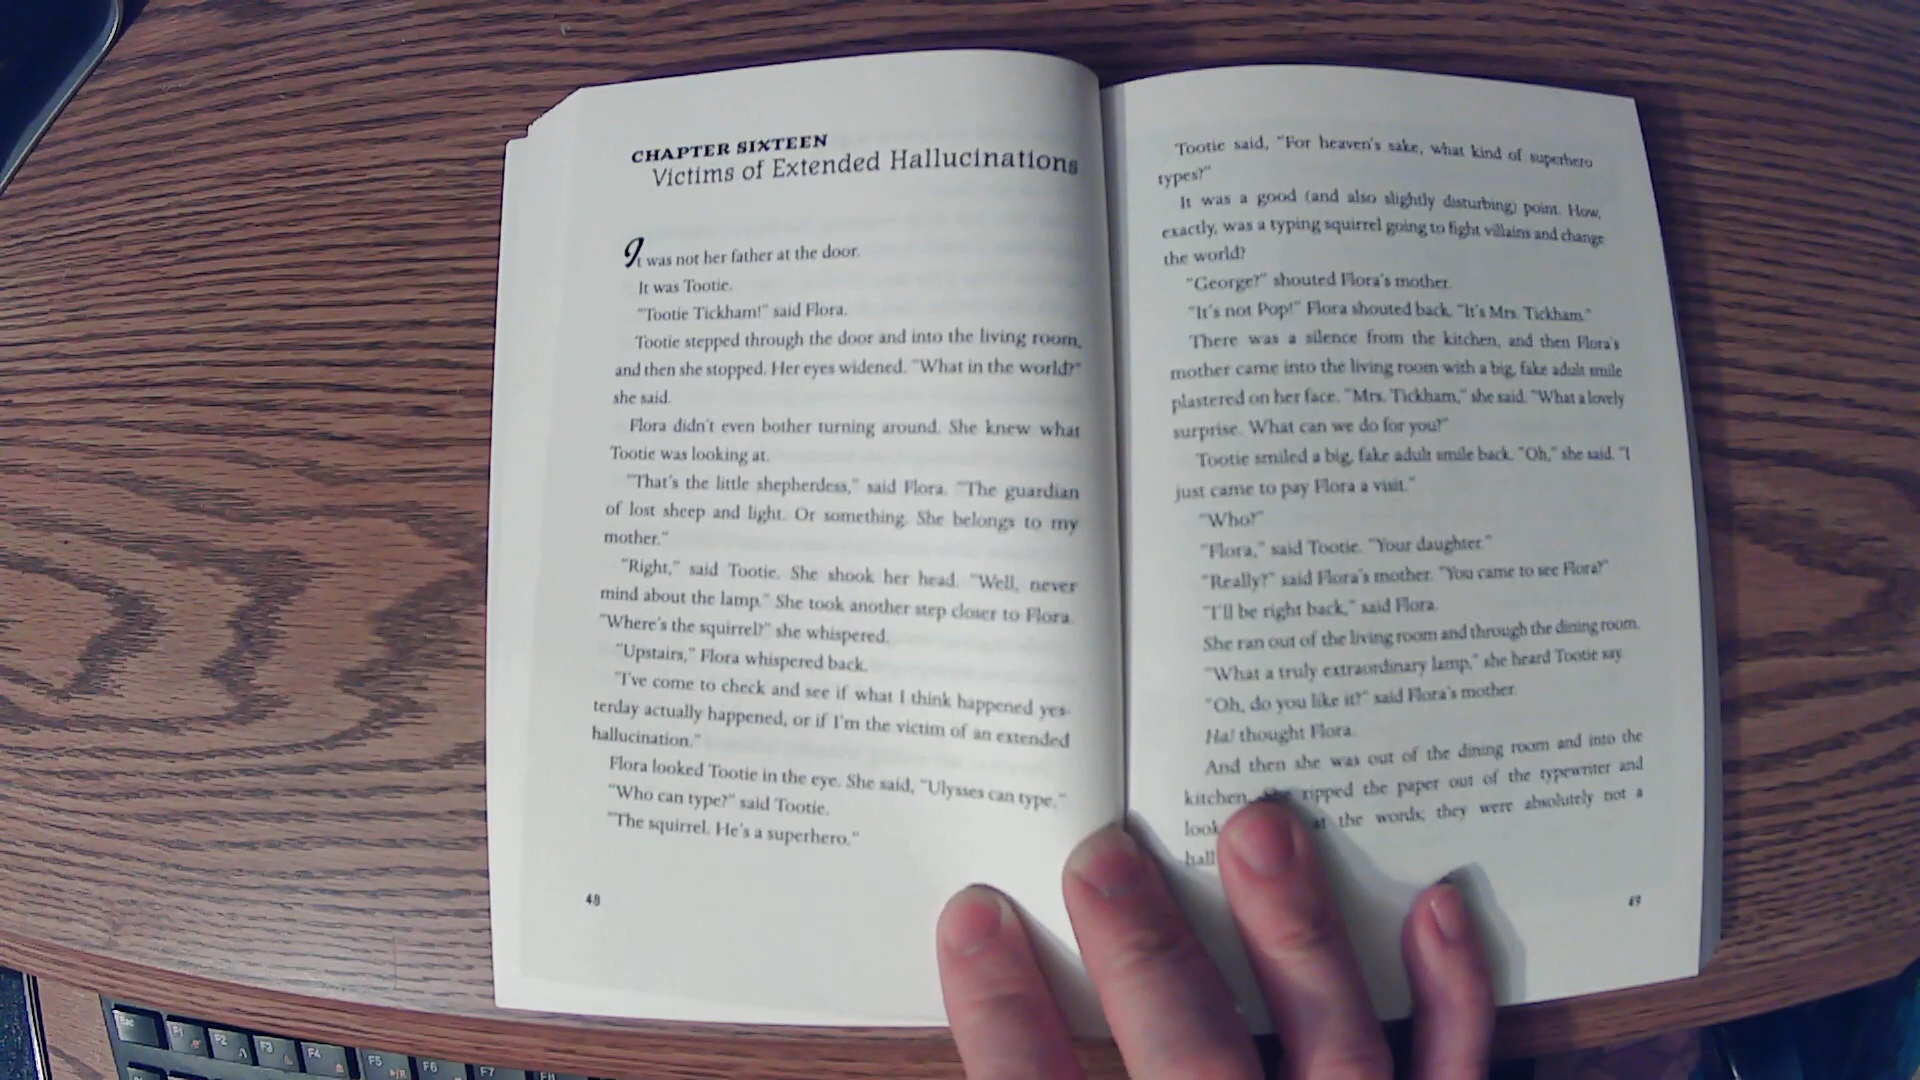 CHAPTER SIXTEEN
Victims of Extended Hallucinations
It was not her father at the door.
It was Tootie.
"Tootie Tickham!" said Flora.
Tootie stepped through the door and into the living room,
and then she stopped. Her eyes widened. "What in the world?"
she said.
Flora didn't even bother turning around. She knew what
Tootie was looking at.
"That's the little shepherdess," said Flora. "The guardian
of lost sheep and light. Or something. She belongs to my
mother."
"Right," said Tootie. She shook her head. "Well, never
mind about the lamp." She took another step closer to Flora.
"Where's the squirrel?" she whispered.
"Upstairs," Flora whispered back.
"I've come to check and see if what I think happened yes-
terday actually happened, or if I'm the victim of an extended
hallucination."
Flora looked Tootie in the eye. She said, "Ulysses can type."
"Who can type?" said Tootie.
"The squirrel. He's a superhero."
48
Tootie said, "For heaven's sake, what kind of superhero
types?"
It was a good (and also slightly disturbing) point. How,
exactly, was a typing squirrel going to fight villains and change
the world?
"George?" shouted Flora's mother.
"It's not Pop!" Flora shouted back. "It's Mrs. Tickham."
There was a silence from the kitchen, and then Flora's
mother came into the living room with a big, fake adult smile
plastered on her face. "Mrs. Tickham," she said. "What a lovely
surprise. What can we do for you?"
Tootie smiled a big, fake adult smile back. "Oh," she said. "I
just came to pay Flora a visit."
"Who?"
"Flora," said Tootie. "Your daughter."
"Really?" said Flora's mother. "You came to see Flora?"
"I'll be right back," said Flora.
She ran out of the living room and through the dining room.
"What a truly extraordinary lamp," she heard Tootie say.
"Oh, do you like it?" said Flora's mother.
Ha! thought Flora.
And then she was out of the dining room and into the
kitchen. She ripped the paper out of the typewriter and
look at the words; they were absolutely not a
hall
49
Esc F1 F2 F3 F4 F5 F6 F7 F8